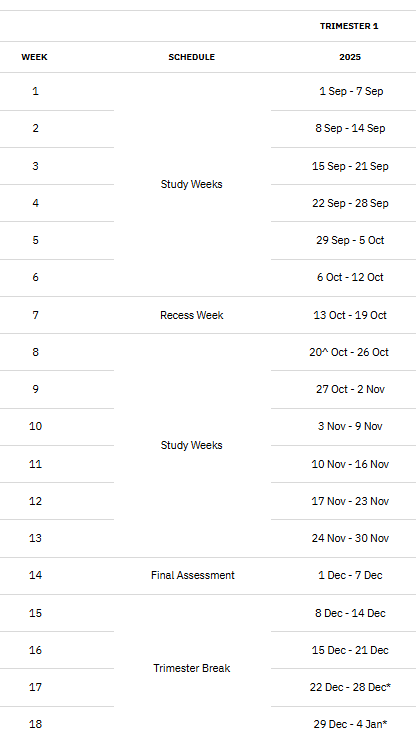 TRIMESTER 1
WEEK SCHEDULE 2025
1 1 Sep - 7 Sep
2 8 Sep - 14 Sep
3 15 Sep - 21 Sep
Study Weeks
4 22 Sep - 28 Sep
5 29 Sep - 5 Oct
6 6 Oct - 12 Oct
7 Recess Week 13 Oct - 19 Oct
8 20^ Oct - 26 Oct
9 27 Oct - 2 Nov
10 3 Nov - 9 Nov
Study Weeks
11 10 Nov - 16 Nov
12 17 Nov - 23 Nov
13 24 Nov - 30 Nov
14 Final Assessment 1 Dec - 7 Dec
15 8 Dec - 14 Dec
16 15 Dec - 21 Dec
Trimester Break
17 22 Dec - 28 Dec*
18 29 Dec - 4 Jan*